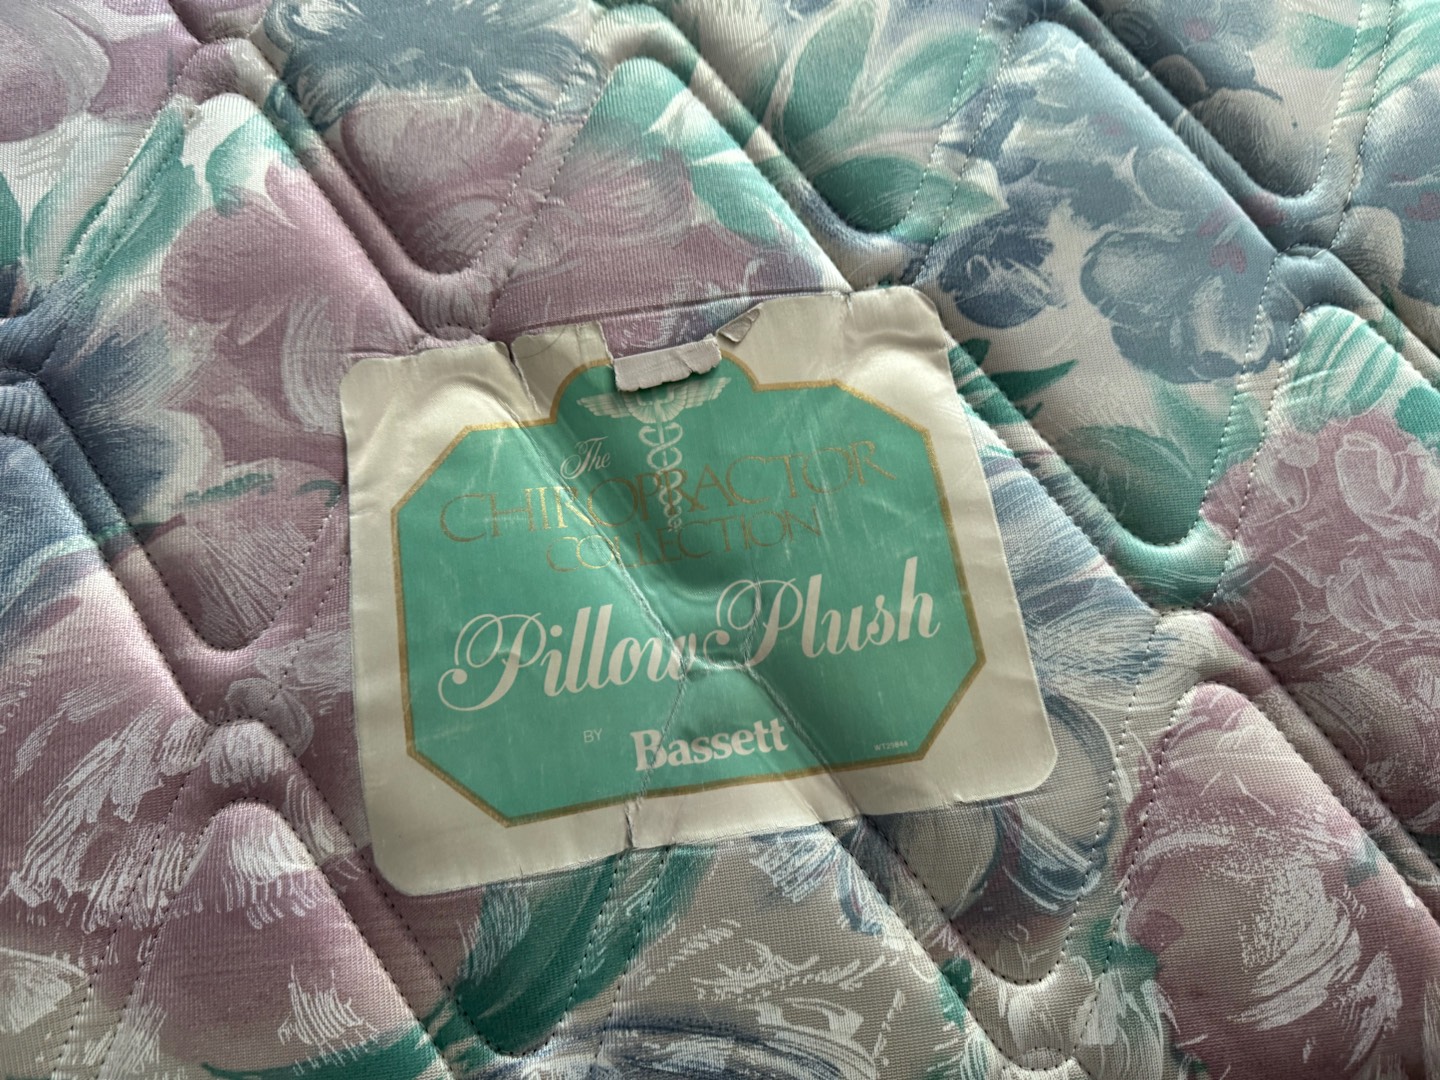 The
CHIROPRACTOR
COLLECTION
Pillow Plush
BY Bassett